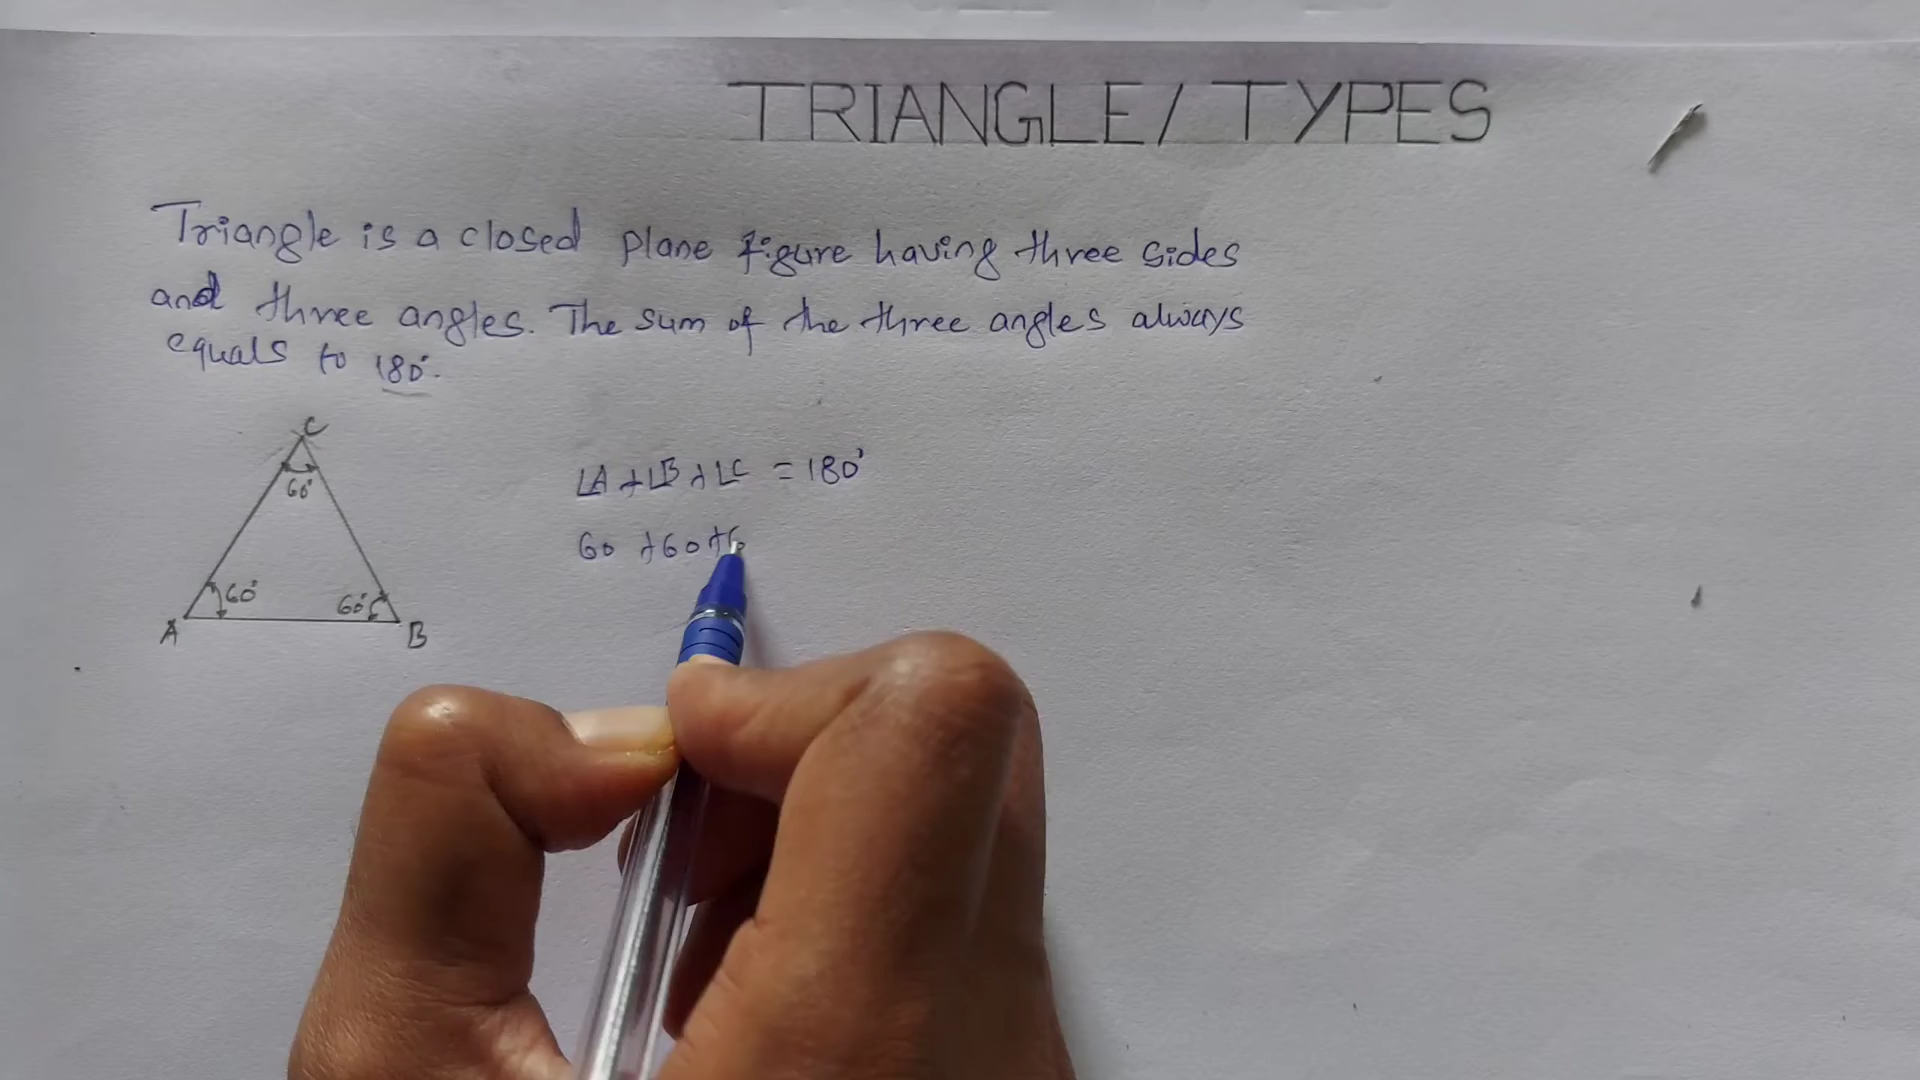 TRIANGLE/TYPES
Triangle is a closed plane figure having three sides
and three angles. The sum of the three angles always
equals to 180°.
C
60°
60°
60°
A
B
∠A+∠B+∠C = 180°
60 +60+6